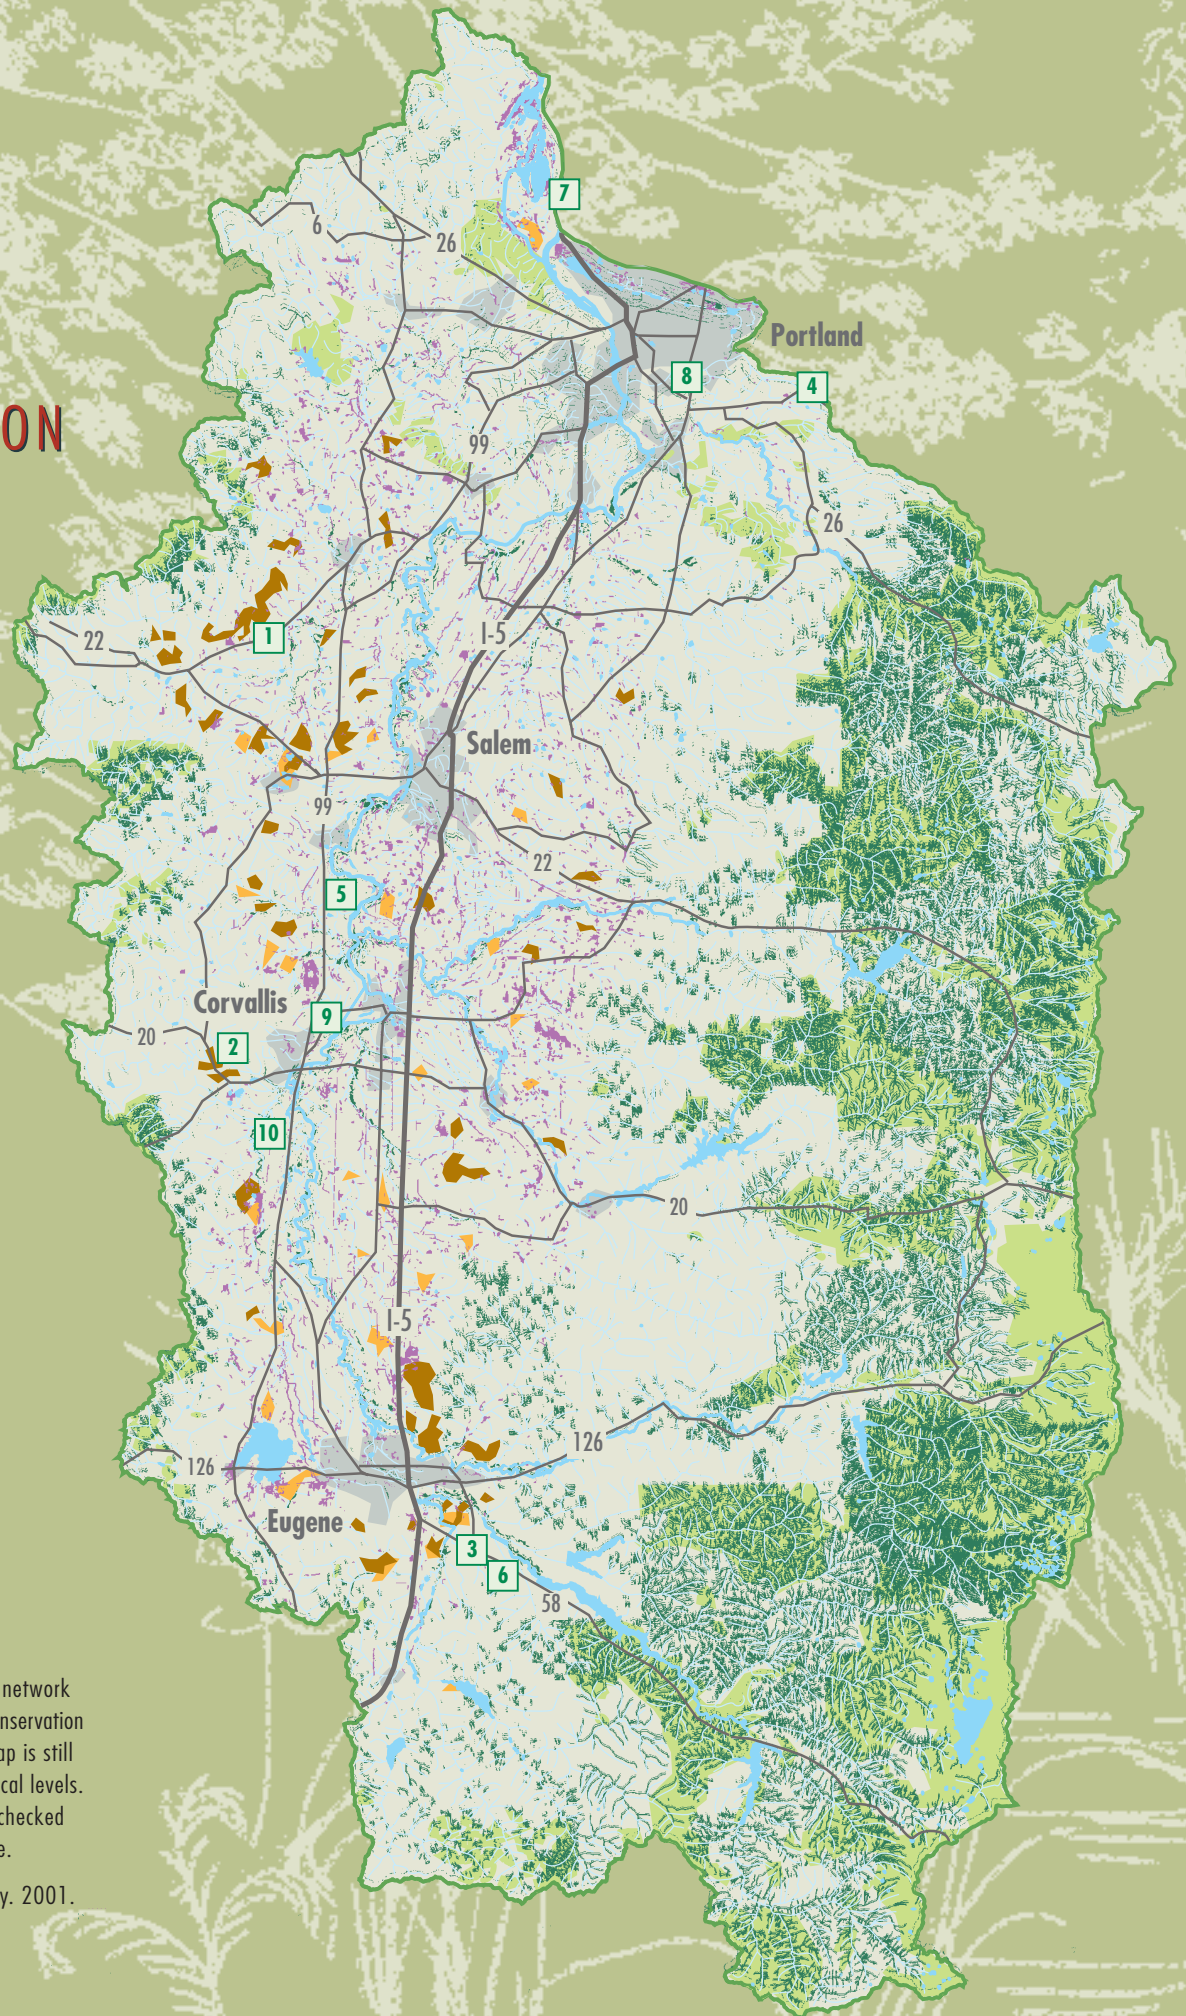 7
6
26
Portland
8
4
ON
99
26
I-5
1
22
Salem
99
22
5
Corvallis
9
20
2
10
20
I-5
126
126
Eugene
3
6
58
network
nservation
ap is still
cal levels.
checked
e.
y. 2001.